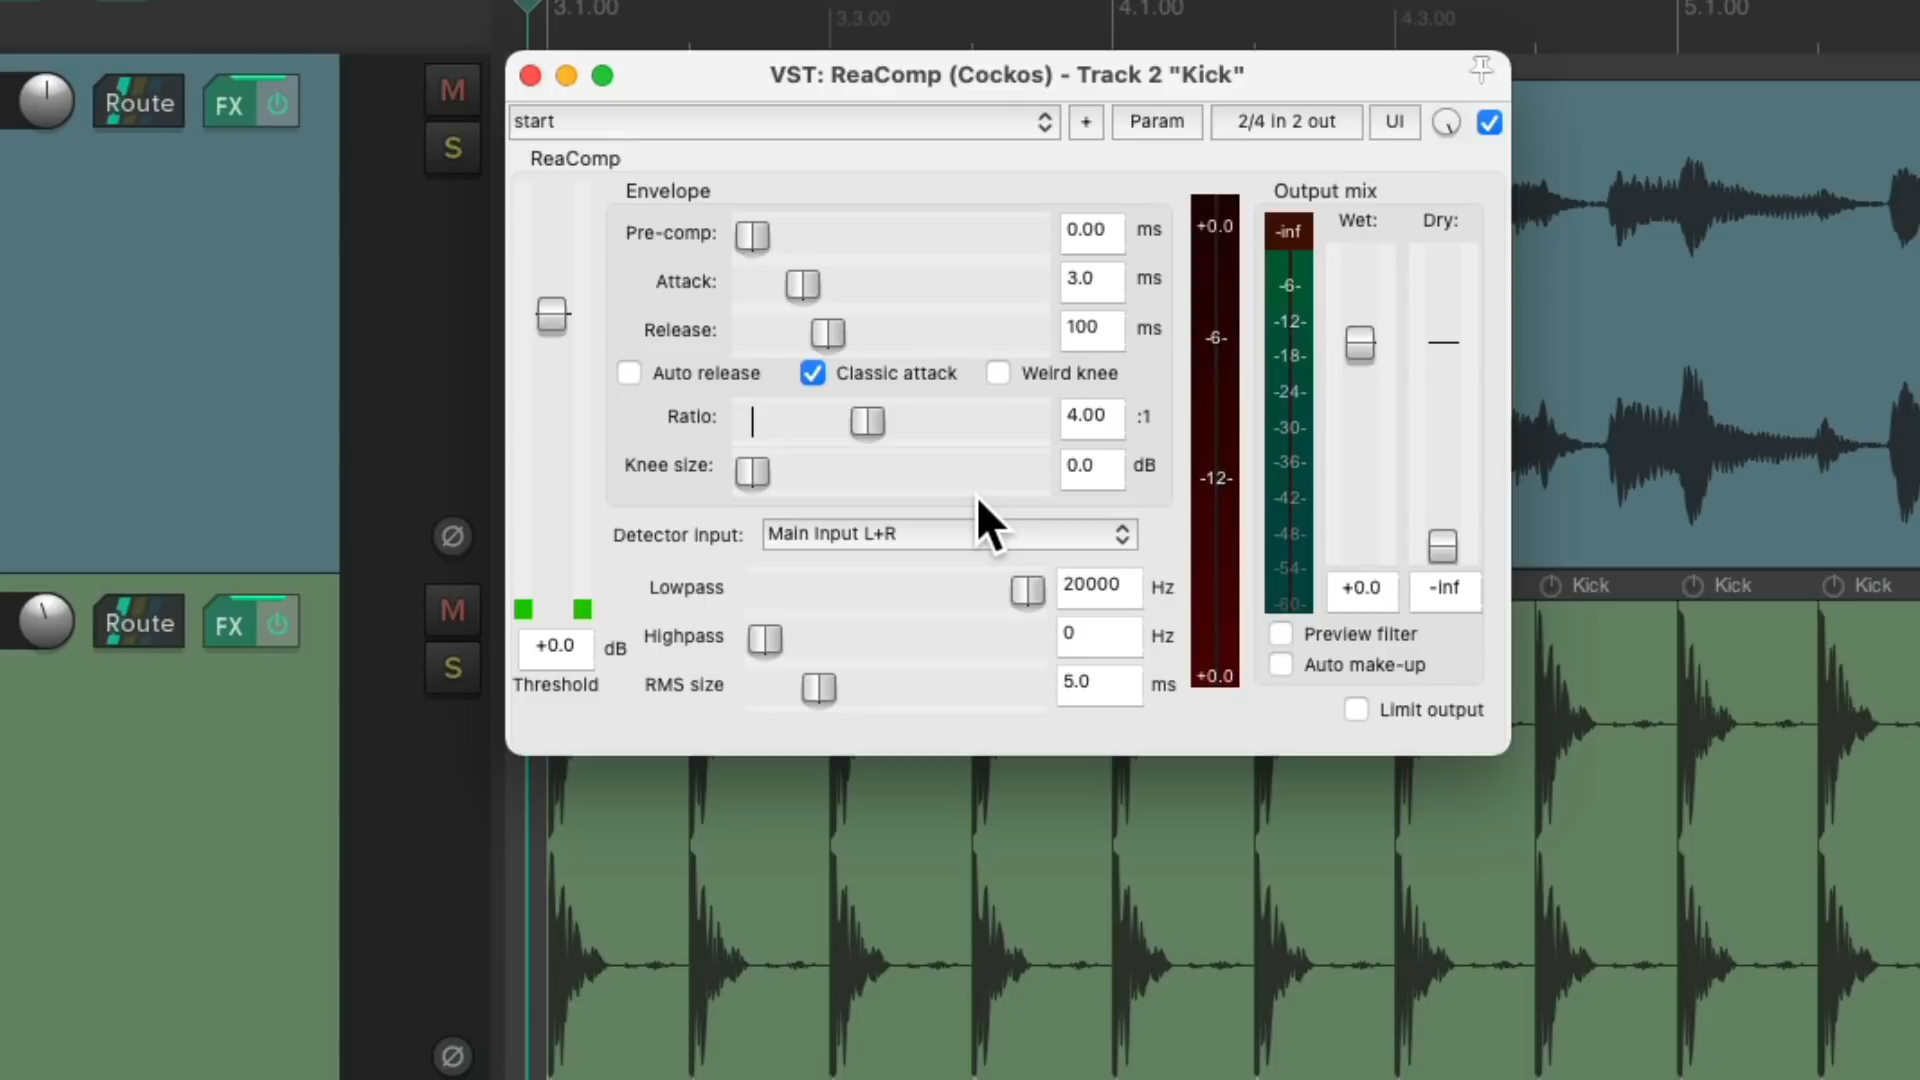 3.1.00
3.3.00
4.1.00
4.3.00
5.1.00
VST: ReaComp (Cockos) - Track 2 "Kick"
start
+
Param
2/4 in 2 out
UI
ReaComp
Envelope
Pre-comp:
0.00
ms
Attack:
3.0
ms
Release:
100
ms
Auto release
Classic attack
Weird knee
Ratio:
4.00
:1
Knee size:
0.0
dB
Detector input:
Main Input L+R
Lowpass
20000
Hz
Highpass
0
Hz
RMS size
5.0
ms
+0.0
dB
Threshold
+0.0
-6-
-12-
+0.0
Output mix
Wet:
Dry:
-inf
-6-
-12-
-18-
-24-
-30-
-36-
-42-
-48-
-54-
-60-
+0.0
-inf
Preview filter
Auto make-up
Limit output
Route
FX
M
S
Ø
Route
FX
M
S
Ø
Kick
Kick
Kick